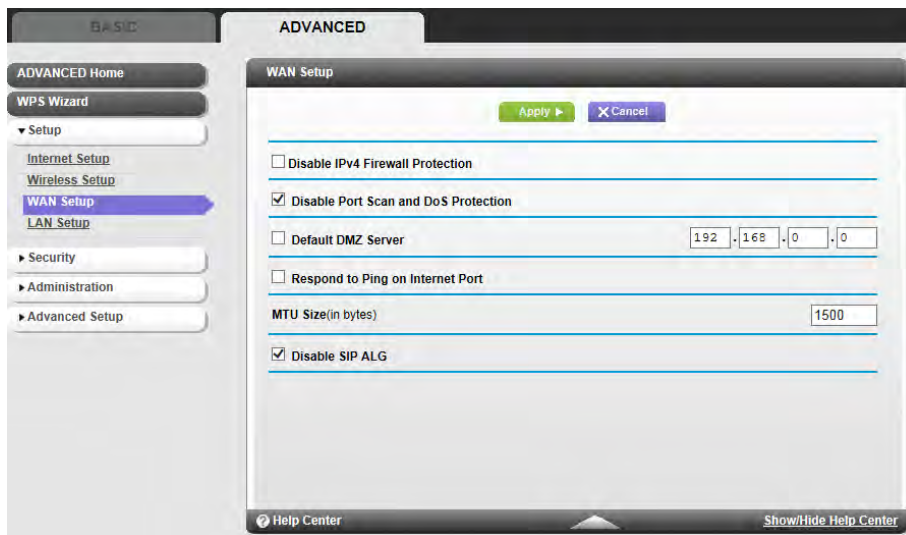 BASIC
ADVANCED
ADVANCED Home
WPS Wizard
Setup
Internet Setup
Wireless Setup
WAN Setup
LAN Setup
Security
Administration
Advanced Setup
WAN Setup
Apply
Cancel
Disable IPv4 Firewall Protection
Disable Port Scan and DoS Protection
Default DMZ Server 192 . 168 . 0 . 0
Respond to Ping on Internet Port
MTU Size(in bytes) 1500
Disable SIP ALG
? Help Center
Show/Hide Help Center